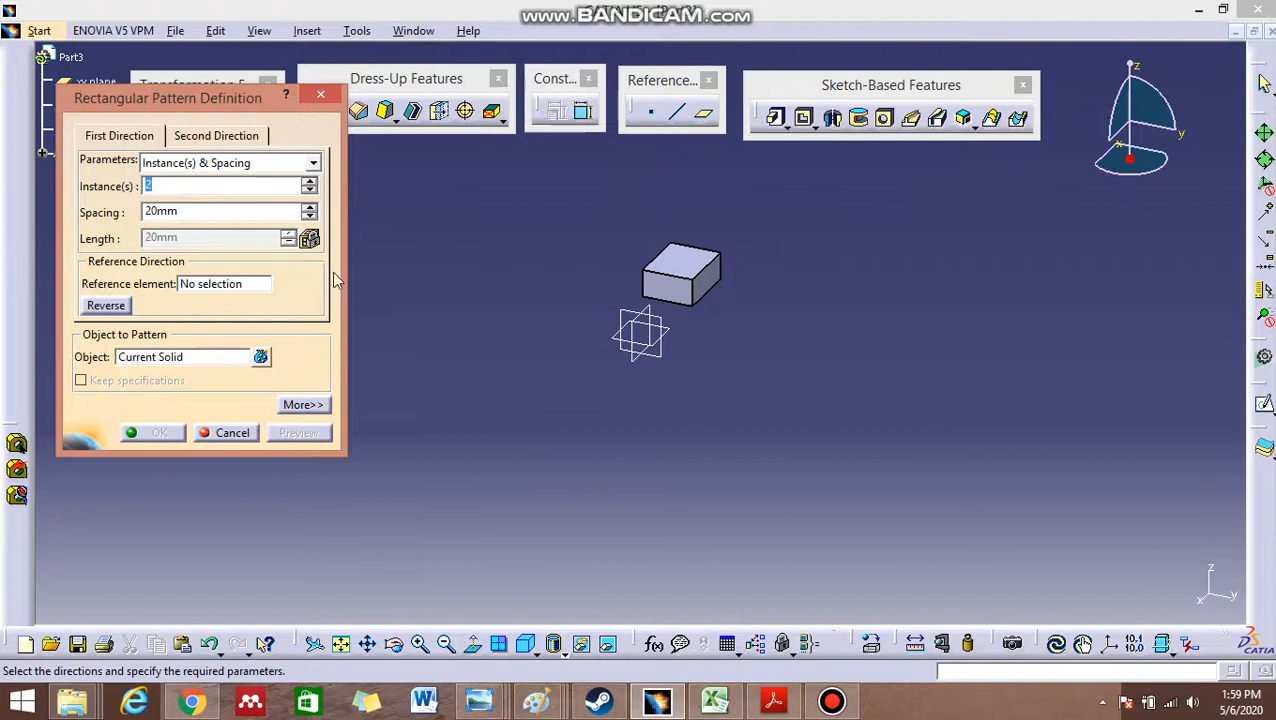 www.BANDICAM.com
Start
ENOVIA V5 VPM
File
Edit
View
Insert
Tools
Window
Help
Part3
Dress-Up Features
Const...
Reference...
Sketch-Based Features
Rectangular Pattern Definition
?
First Direction
Second Direction
Parameters: Instance(s) & Spacing
Instance(s) : 2
Spacing : 20mm
Length : 20mm
Reference Direction
Reference element: No selection
Reverse
Object to Pattern
Object: Current Solid
Keep specifications
More>>
OK
Cancel
Preview
z
y
x
z
y
x
CATIA
Select the directions and specify the required parameters.
1:59 PM
5/6/2020